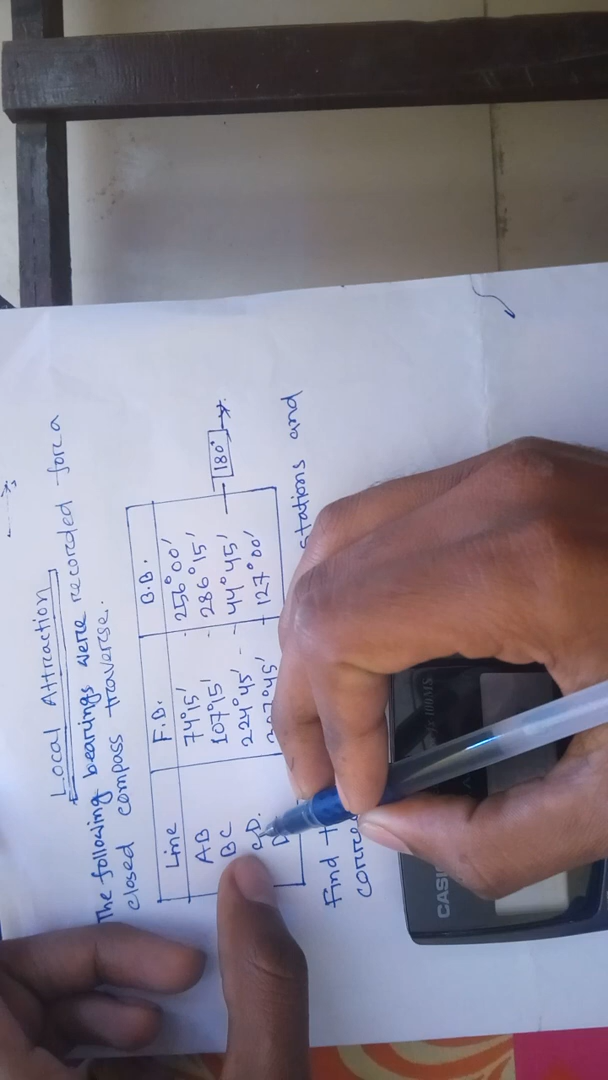 Local Attraction
The following bearings were recorded for a
closed compass traverse.
Line F.B. B.B.
AB 74°15' 256°00'
BC 107°15' 286°15'
CD. 224°45' - 44°45' 180°
D 127°00'
Find stations and
CASIO